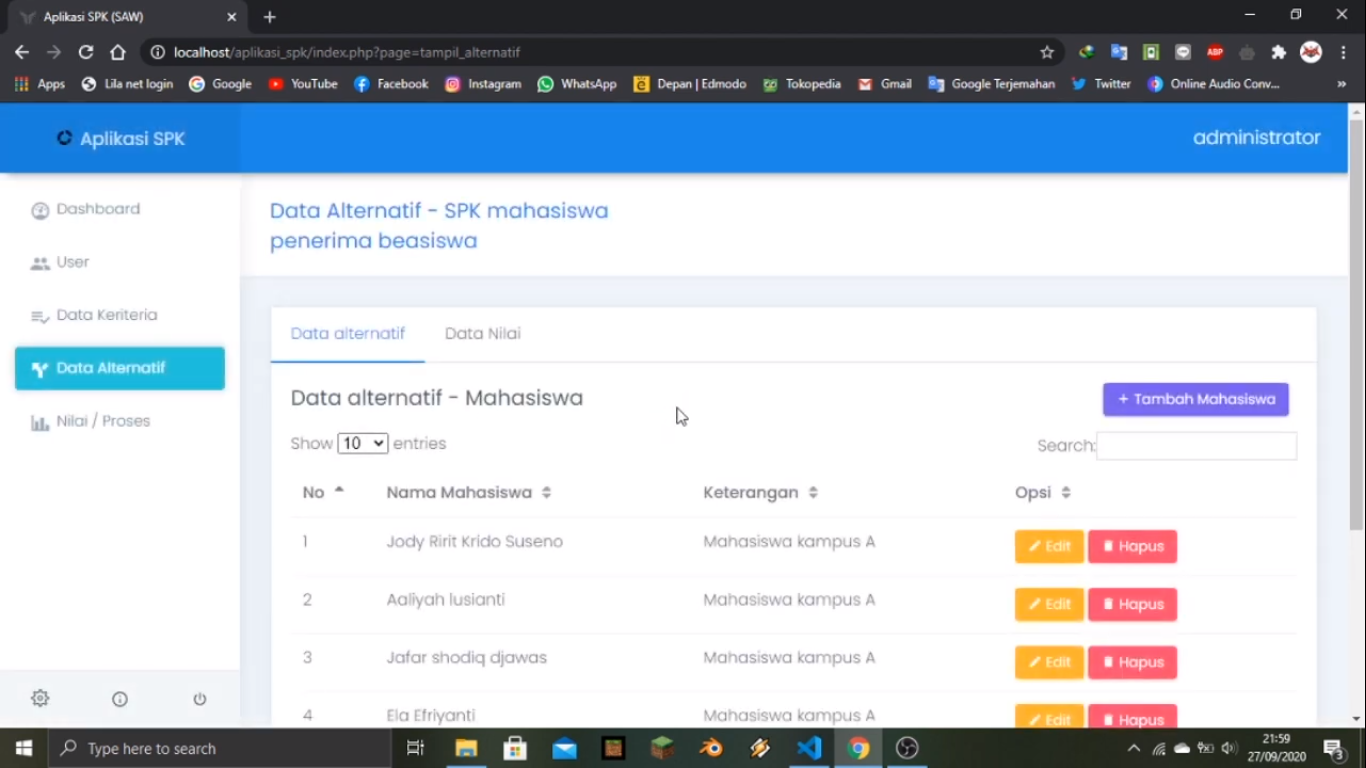 Aplikasi SPK (SAW)
localhost/aplikasi_spk/index.php?page=tampil_alternatif
ABP
Apps Lila net login Google YouTube Facebook Instagram WhatsApp Depan | Edmodo Tokopedia Gmail Google Terjemahan Twitter Online Audio Conv... »
Aplikasi SPK
administrator
Dashboard
User
Data Keriteria
Data Alternatif
Nilai / Proses
Data Alternatif - SPK mahasiswa
penerima beasiswa
Data alternatif Data Nilai
Data alternatif - Mahasiswa
+ Tambah Mahasiswa
Show 10 entries
Search:
No Nama Mahasiswa Keterangan Opsi
1 Jody Ririt Krido Suseno Mahasiswa kampus A Edit Hapus
2 Aaliyah lusianti Mahasiswa kampus A Edit Hapus
3 Jafar shodiq djawas Mahasiswa kampus A Edit Hapus
4 Ela Efriyanti Mahasiswa kampus A Edit Hapus
Type here to search
21:59
27/09/2020
3